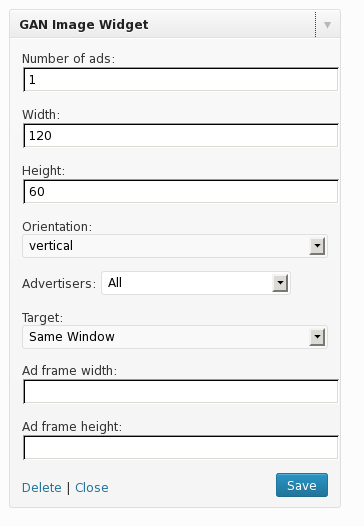 GAN Image Widget
Number of ads:
1
Width:
120
Height:
60
Orientation:
vertical
Advertisers: All
Target:
Same Window
Ad frame width:
Ad frame height:
Delete | Close Save